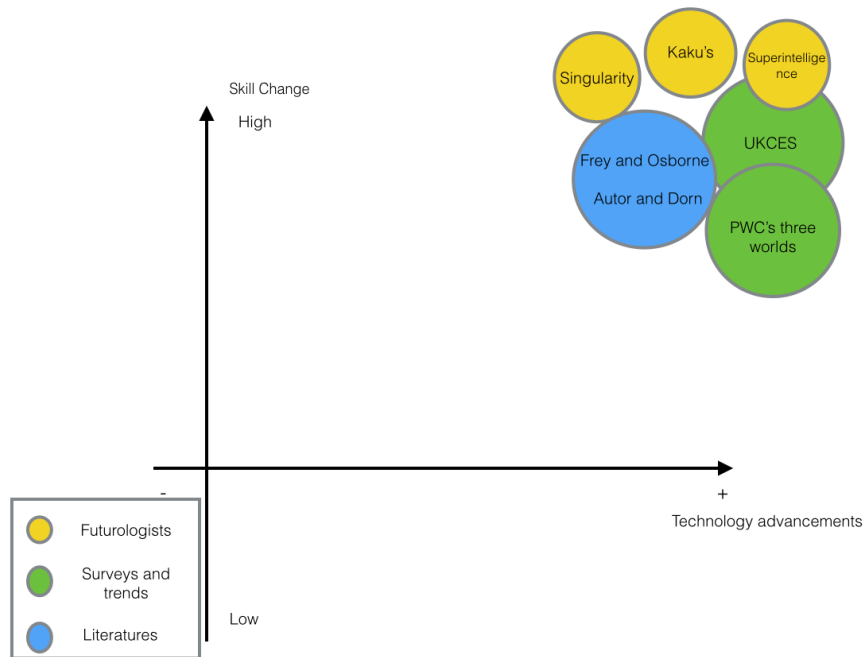 Kaku's
Singularity
Superintellige
nce
Skill Change
High
UKCES
Frey and Osborne
Autor and Dorn
PWC's three
worlds
-
+
Technology advancements
Futurologists
Surveys and
trends
Literatures
Low